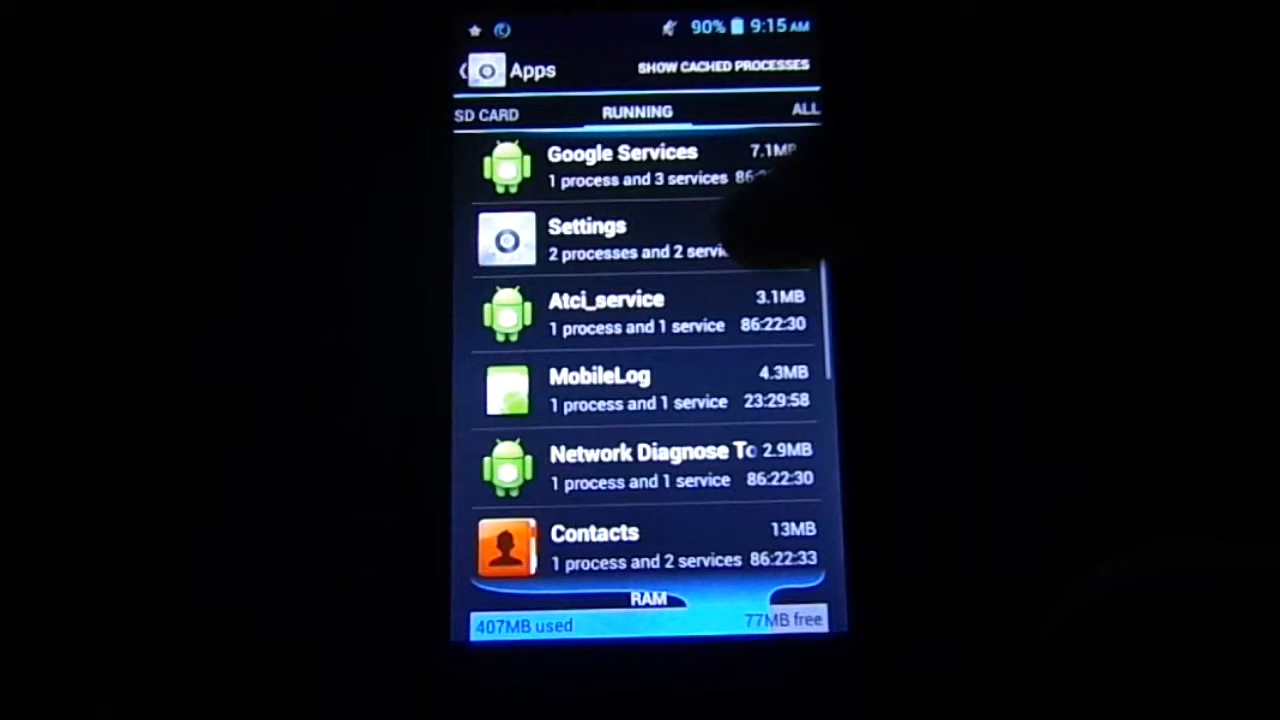 90% 9:15 AM
Apps SHOW CACHED PROCESSES
SD CARD RUNNING ALL
Google Services 7.1MB
1 process and 3 services
Settings
2 processes and 2
Atci_service 3.1MB
1 process and 1 service 86:22:30
MobileLog 4.3MB
1 process and 1 service 23:29:58
Network Diagnose To 2.9MB
1 process and 1 service 86:22:30
Contacts 13MB
1 process and 2 services 86:22:33
RAM
407MB used 77MB free